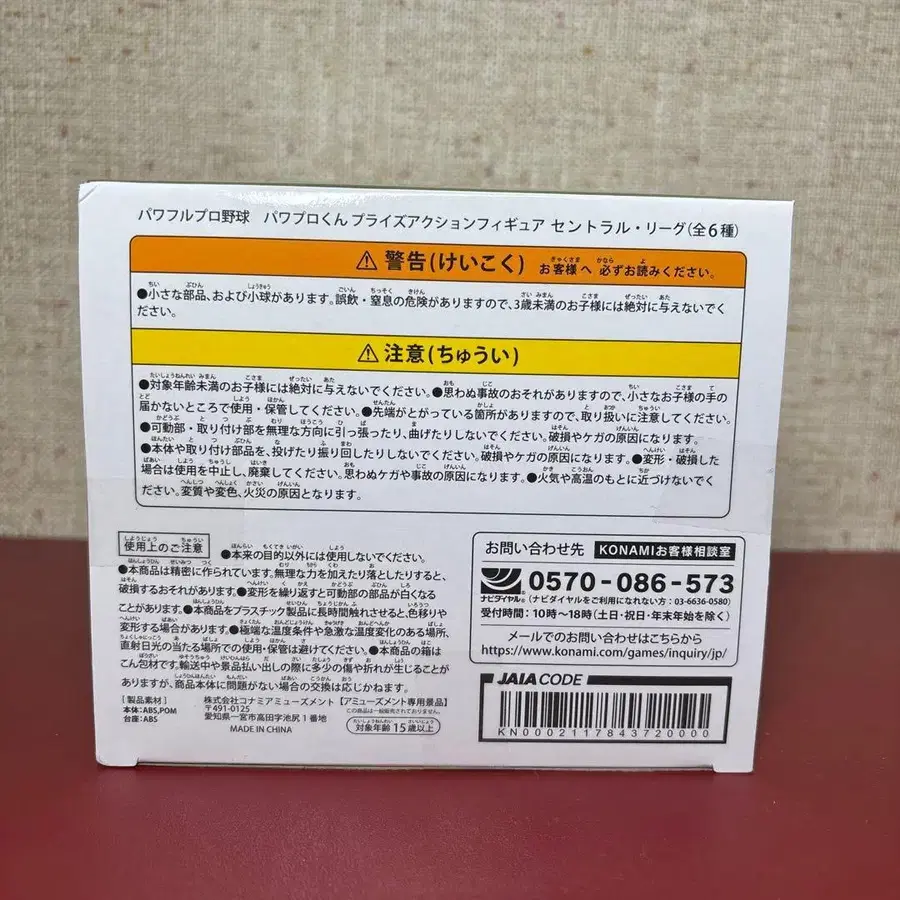 パワフルプロ野球 パワプロくん プライズアクションフィギュア セントラル・リーグ(全6種)
⚠ 警告(けいこく) お客様へ 必ずお読みください。
●小さな部品、および小球があります。誤飲・窒息の危険がありますので、3歳未満のお子様には絶対に与えないでく
ださい。
⚠ 注意(ちゅうい)
●対象年齢未満のお子様には絶対に与えないでください。●思わぬ事故のおそれがありますので、小さなお子様の手の
届かないところで使用・保管してください。●先端がとがっている箇所がありますので、取り扱いに注意してください。
●可動部・取り付け部を無理な方向に引っ張ったり、曲げたりしないでください。破損やケガの原因になります。
●本体や取り付け部品を、投げたり振り回したりしないでください。破損やケガの原因になります。●変形・破損した
場合は使用を中止し、廃棄してください。思わぬケガや事故の原因になります。●火気や高温のもとに近づけないでく
ださい。変質や変色、火災の原因となります。
使用上のご注意 ●本来の目的以外には使用しないでください。
●本商品は精密に作られています。無理な力を加えたり落としたりすると、
破損するおそれがあります。●変形を繰り返すと可動部の部品が白くなる
ことがあります。●本商品をプラスチック製品に長時間触れさせると、色移りや
変形する場合があります。●極端な温度条件や急激な温度変化のある場所、
直射日光の当たる場所での使用・保管は避けてください。●本商品の箱は
こん包材です。輸送中や景品払い出しの際に多少の傷や折れが生じることが
ありますが、商品本体に問題がない場合の交換は応じかねます。
[製品素材]
本体:ABS,POM
台座:ABS
株式会社コナミアミューズメント
〒491-0125
愛知県一宮市高田字池尻1番地
MADE IN CHINA
[アミューズメント専用景品]
この商品は一般販売されておりません。
対象年齢 15歳以上
お問い合わせ先 KONAMIお客様相談室
ナビダイヤル® 0570-086-573
(ナビダイヤルをご利用になれない方:03-6636-0580)
受付時間:10時〜18時(土日・祝日・年末年始を除く)
メールでのお問い合わせはこちらから
https://www.konami.com/games/inquiry/jp/
JAIA CODE
KN00021178437200​00